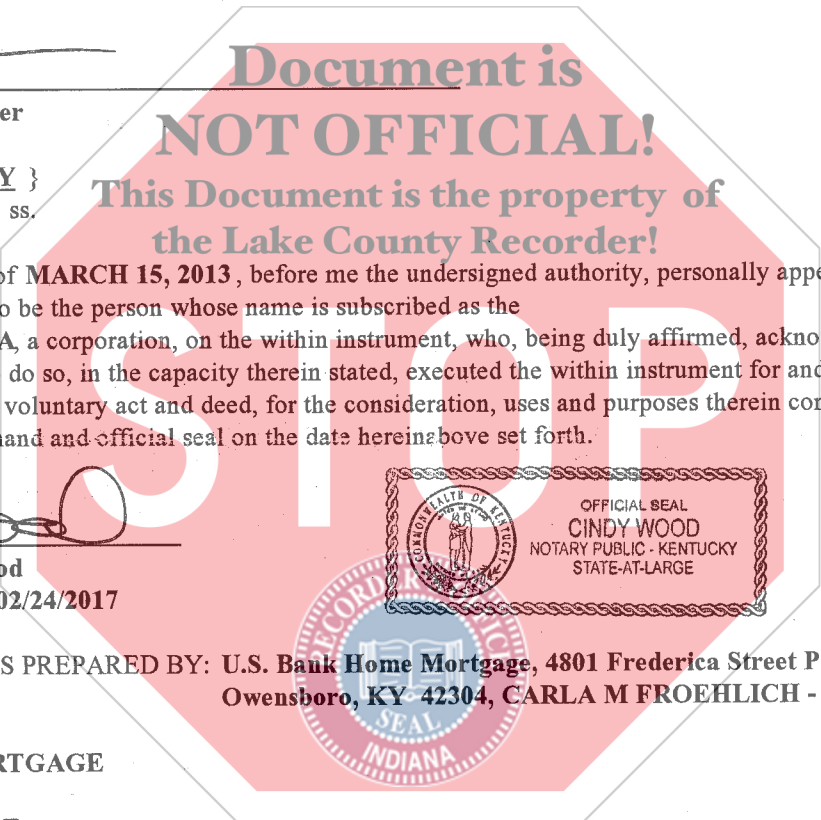 Document is
NOT OFFICIAL!
er
This Document is the property of
Y }
ss.
the Lake County Recorder!
of MARCH 15, 2013, before me the undersigned authority, personally appe
o be the person whose name is subscribed as the
A, a corporation, on the within instrument, who, being duly affirmed, ackno
do so, in the capacity therein stated, executed the within instrument for and
voluntary act and deed, for the consideration, uses and purposes therein con
hand and official seal on the date hereinabove set forth.
STOP
COMMONWEALTH OF KENTUCKY
OFFICIAL SEAL
CINDY WOOD
NOTARY PUBLIC - KENTUCKY
STATE-AT-LARGE
od
02/24/2017
RECORDER'S OFFICE
S PREPARED BY: U.S. Bank Home Mortgage, 4801 Frederica Street P
Owensboro, KY 42304, CARLA M FROEHLICH -
SEAL
INDIANA
RTGAGE